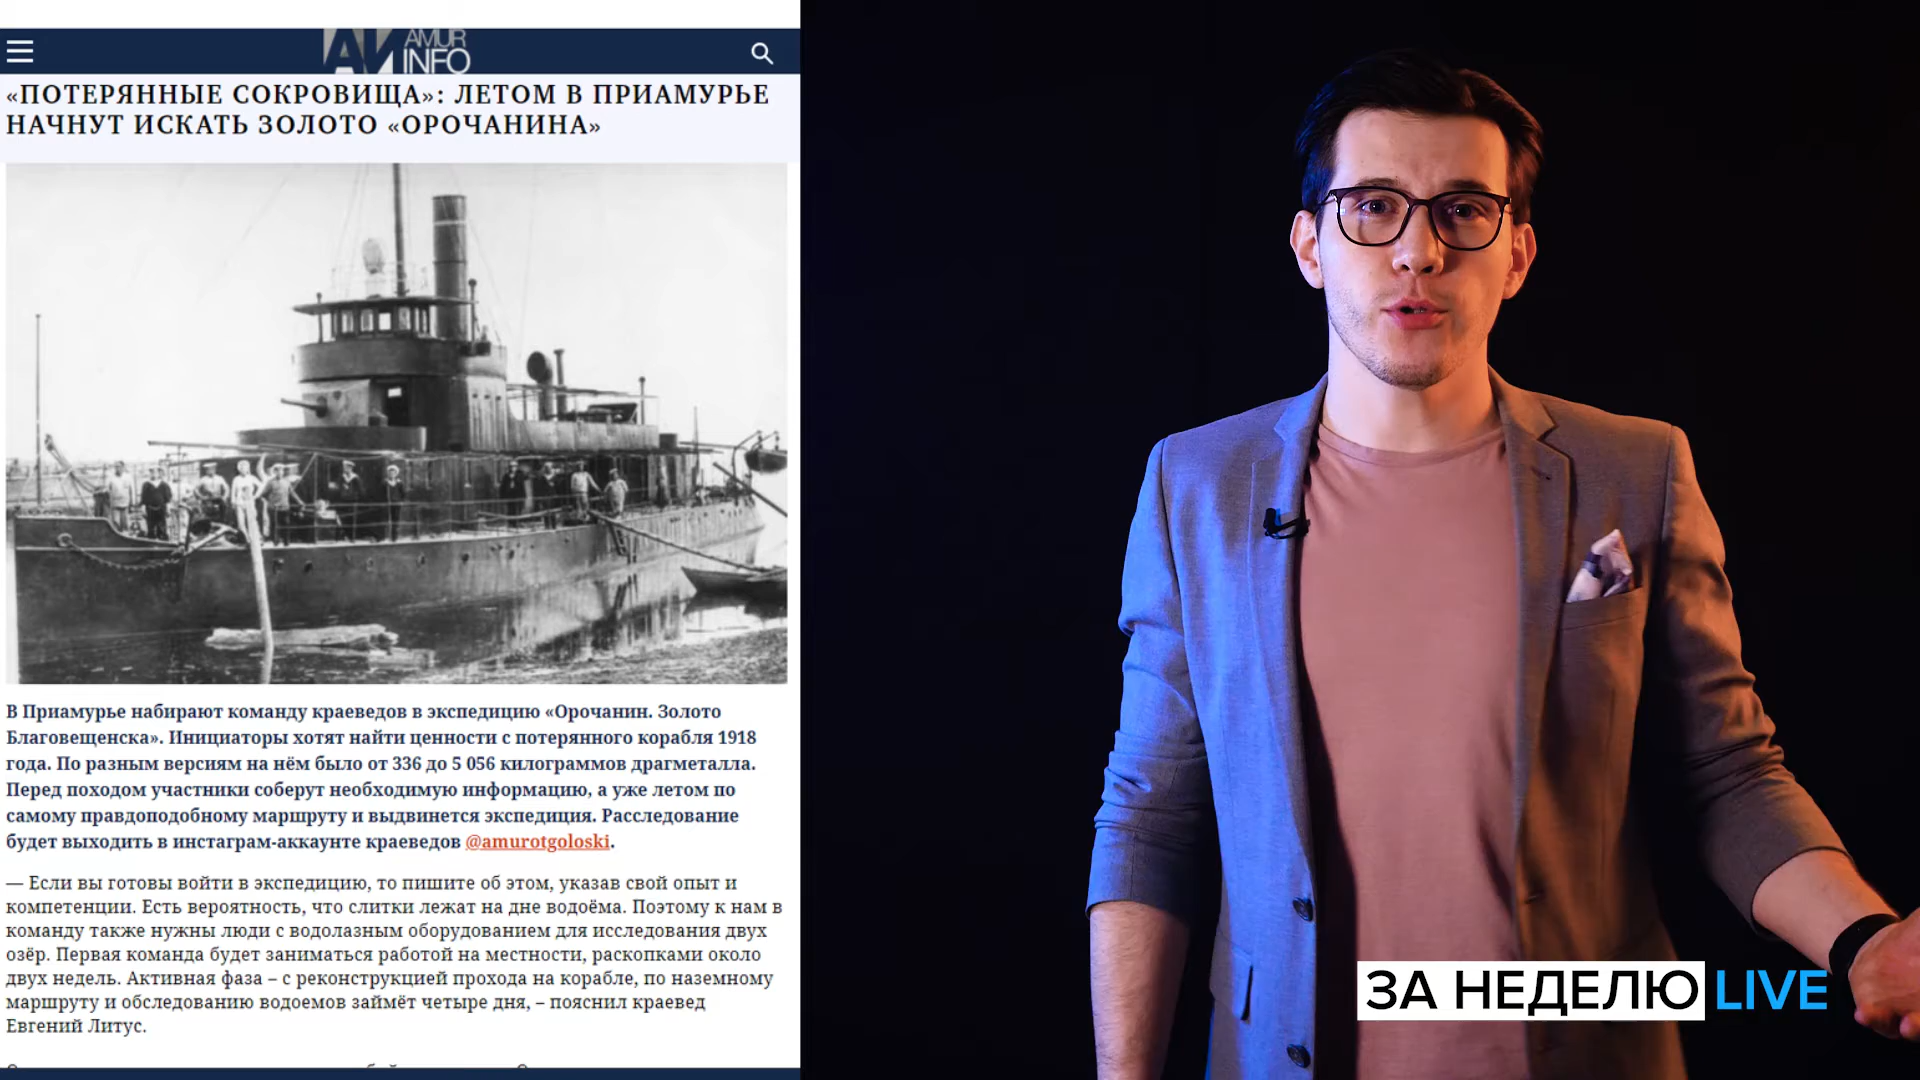 AMUR
INFO
«ПОТЕРЯННЫЕ СОКРОВИЩА»: ЛЕТОМ В ПРИАМУРЬЕ
НАЧНУТ ИСКАТЬ ЗОЛОТО «ОРОЧАНИНА»
В Приамурье набирают команду краеведов в экспедицию «Орочанин. Золото
Благовещенска». Инициаторы хотят найти ценности с потерянного корабля 1918
года. По разным версиям на нём было от 336 до 5 056 килограммов драгметалла.
Перед походом участники соберут необходимую информацию, а уже летом по
самому правдоподобному маршруту и выдвинется экспедиция. Расследование
будет выходить в инстаграм-аккаунте краеведов @amurotgoloski.
— Если вы готовы войти в экспедицию, то пишите об этом, указав свой опыт и
компетенции. Есть вероятность, что слитки лежат на дне водоёма. Поэтому к нам в
команду также нужны люди с водолазным оборудованием для исследования двух
озёр. Первая команда будет заниматься работой на местности, раскопками около
двух недель. Активная фаза – с реконструкцией прохода на корабле, по наземному
маршруту и обследованию водоемов займёт четыре дня, – пояснил краевед
Евгений Литус.
ЗА НЕДЕЛЮ LIVE